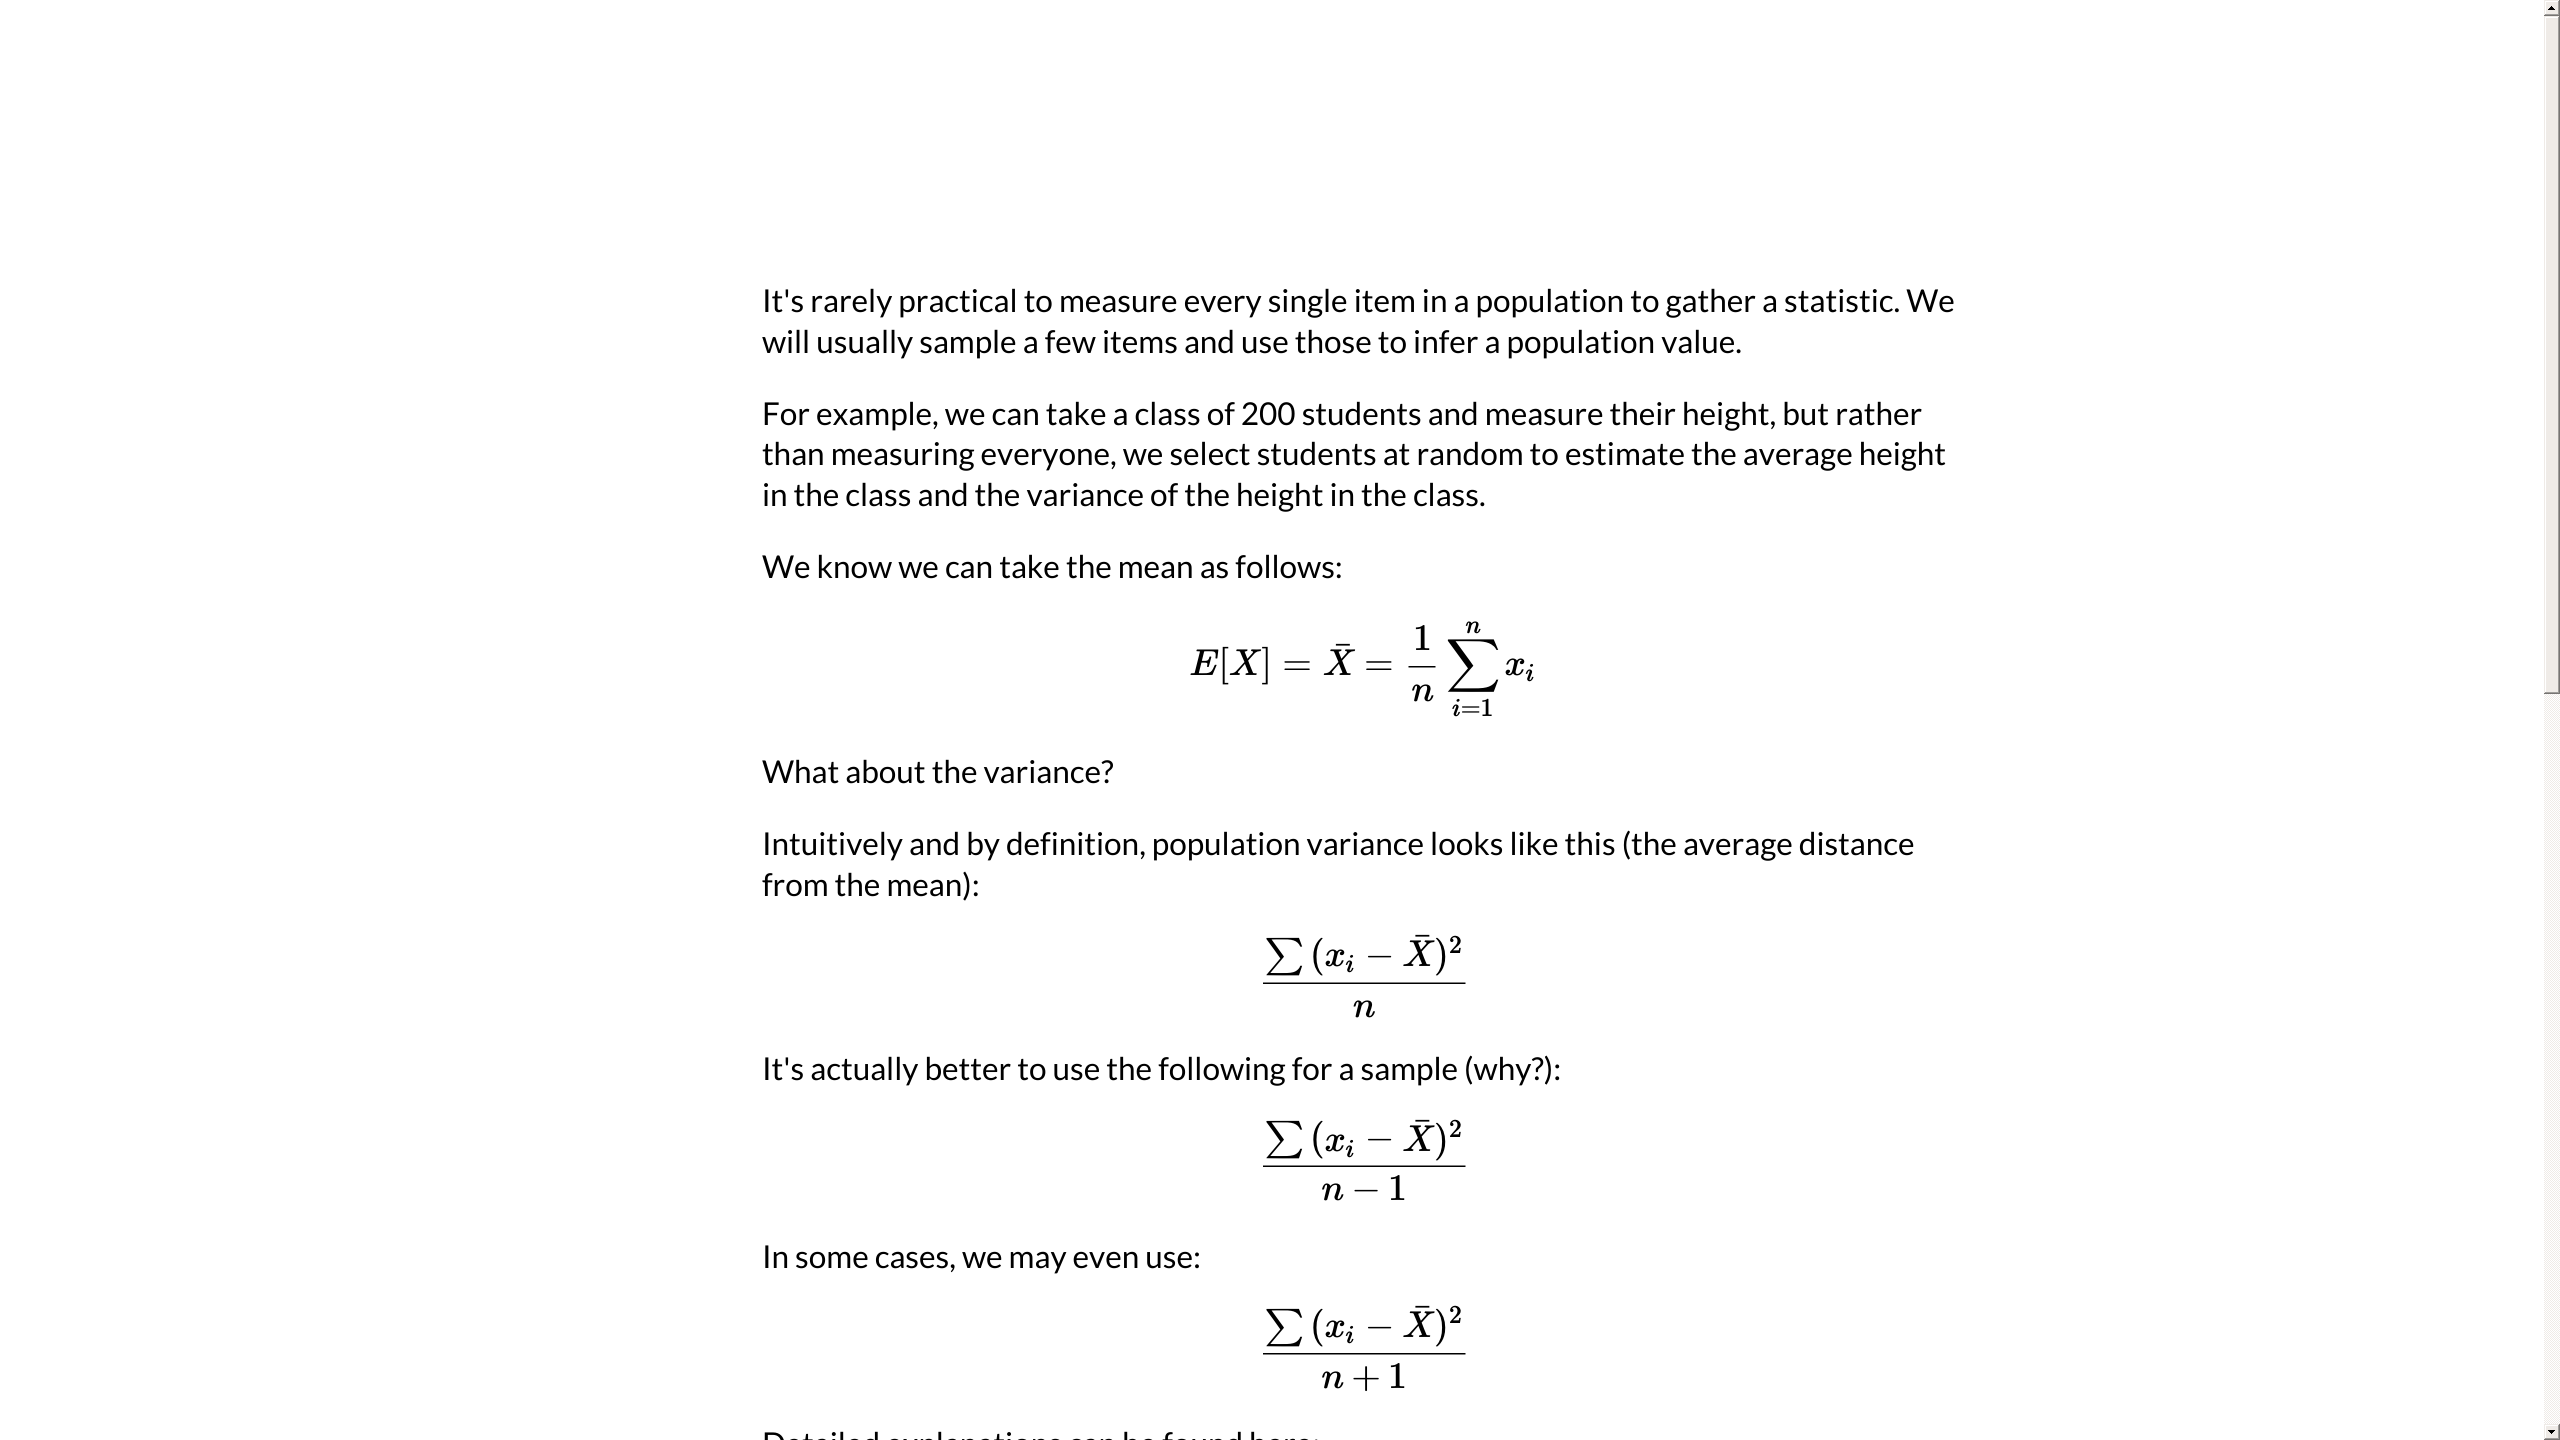 It's rarely practical to measure every single item in a population to gather a statistic. We
will usually sample a few items and use those to infer a population value.
For example, we can take a class of 200 students and measure their height, but rather
than measuring everyone, we select students at random to estimate the average height
in the class and the variance of the height in the class.
We know we can take the mean as follows:
E[X] = X̄ = \frac{1}{n} \sum_{i=1}^{n} x_i
What about the variance?
Intuitively and by definition, population variance looks like this (the average distance
from the mean):
\frac{\sum (x_i - X̄)^2}{n}
It's actually better to use the following for a sample (why?):
\frac{\sum (x_i - X̄)^2}{n - 1}
In some cases, we may even use:
\frac{\sum (x_i - X̄)^2}{n + 1}
Detailed explanations can be found here: